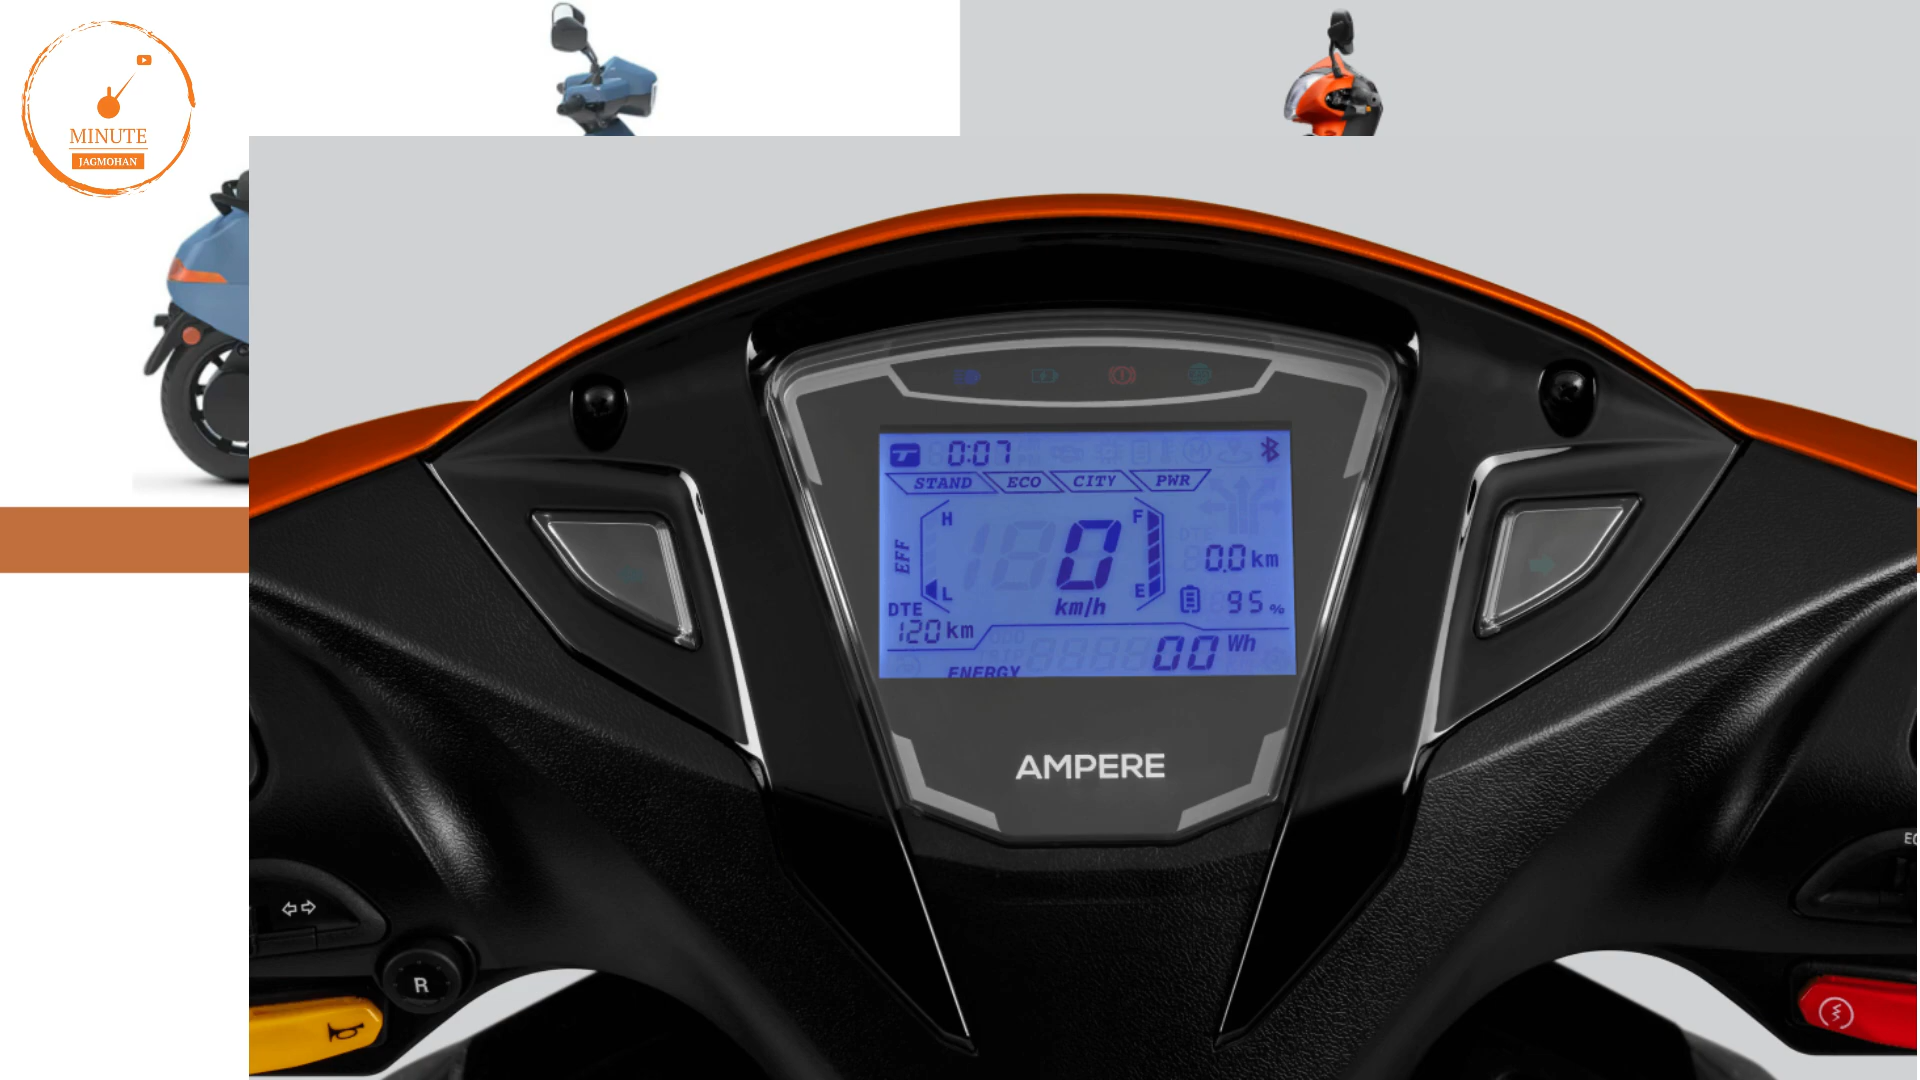 MINUTE
JAGMOHAN
0:07
STAND ECO CITY PWR
H
F
EFF
0
0.0 km
L
E
km/h
95 %
DTE
120 km
00 Wh
ENERGY
AMPERE
R